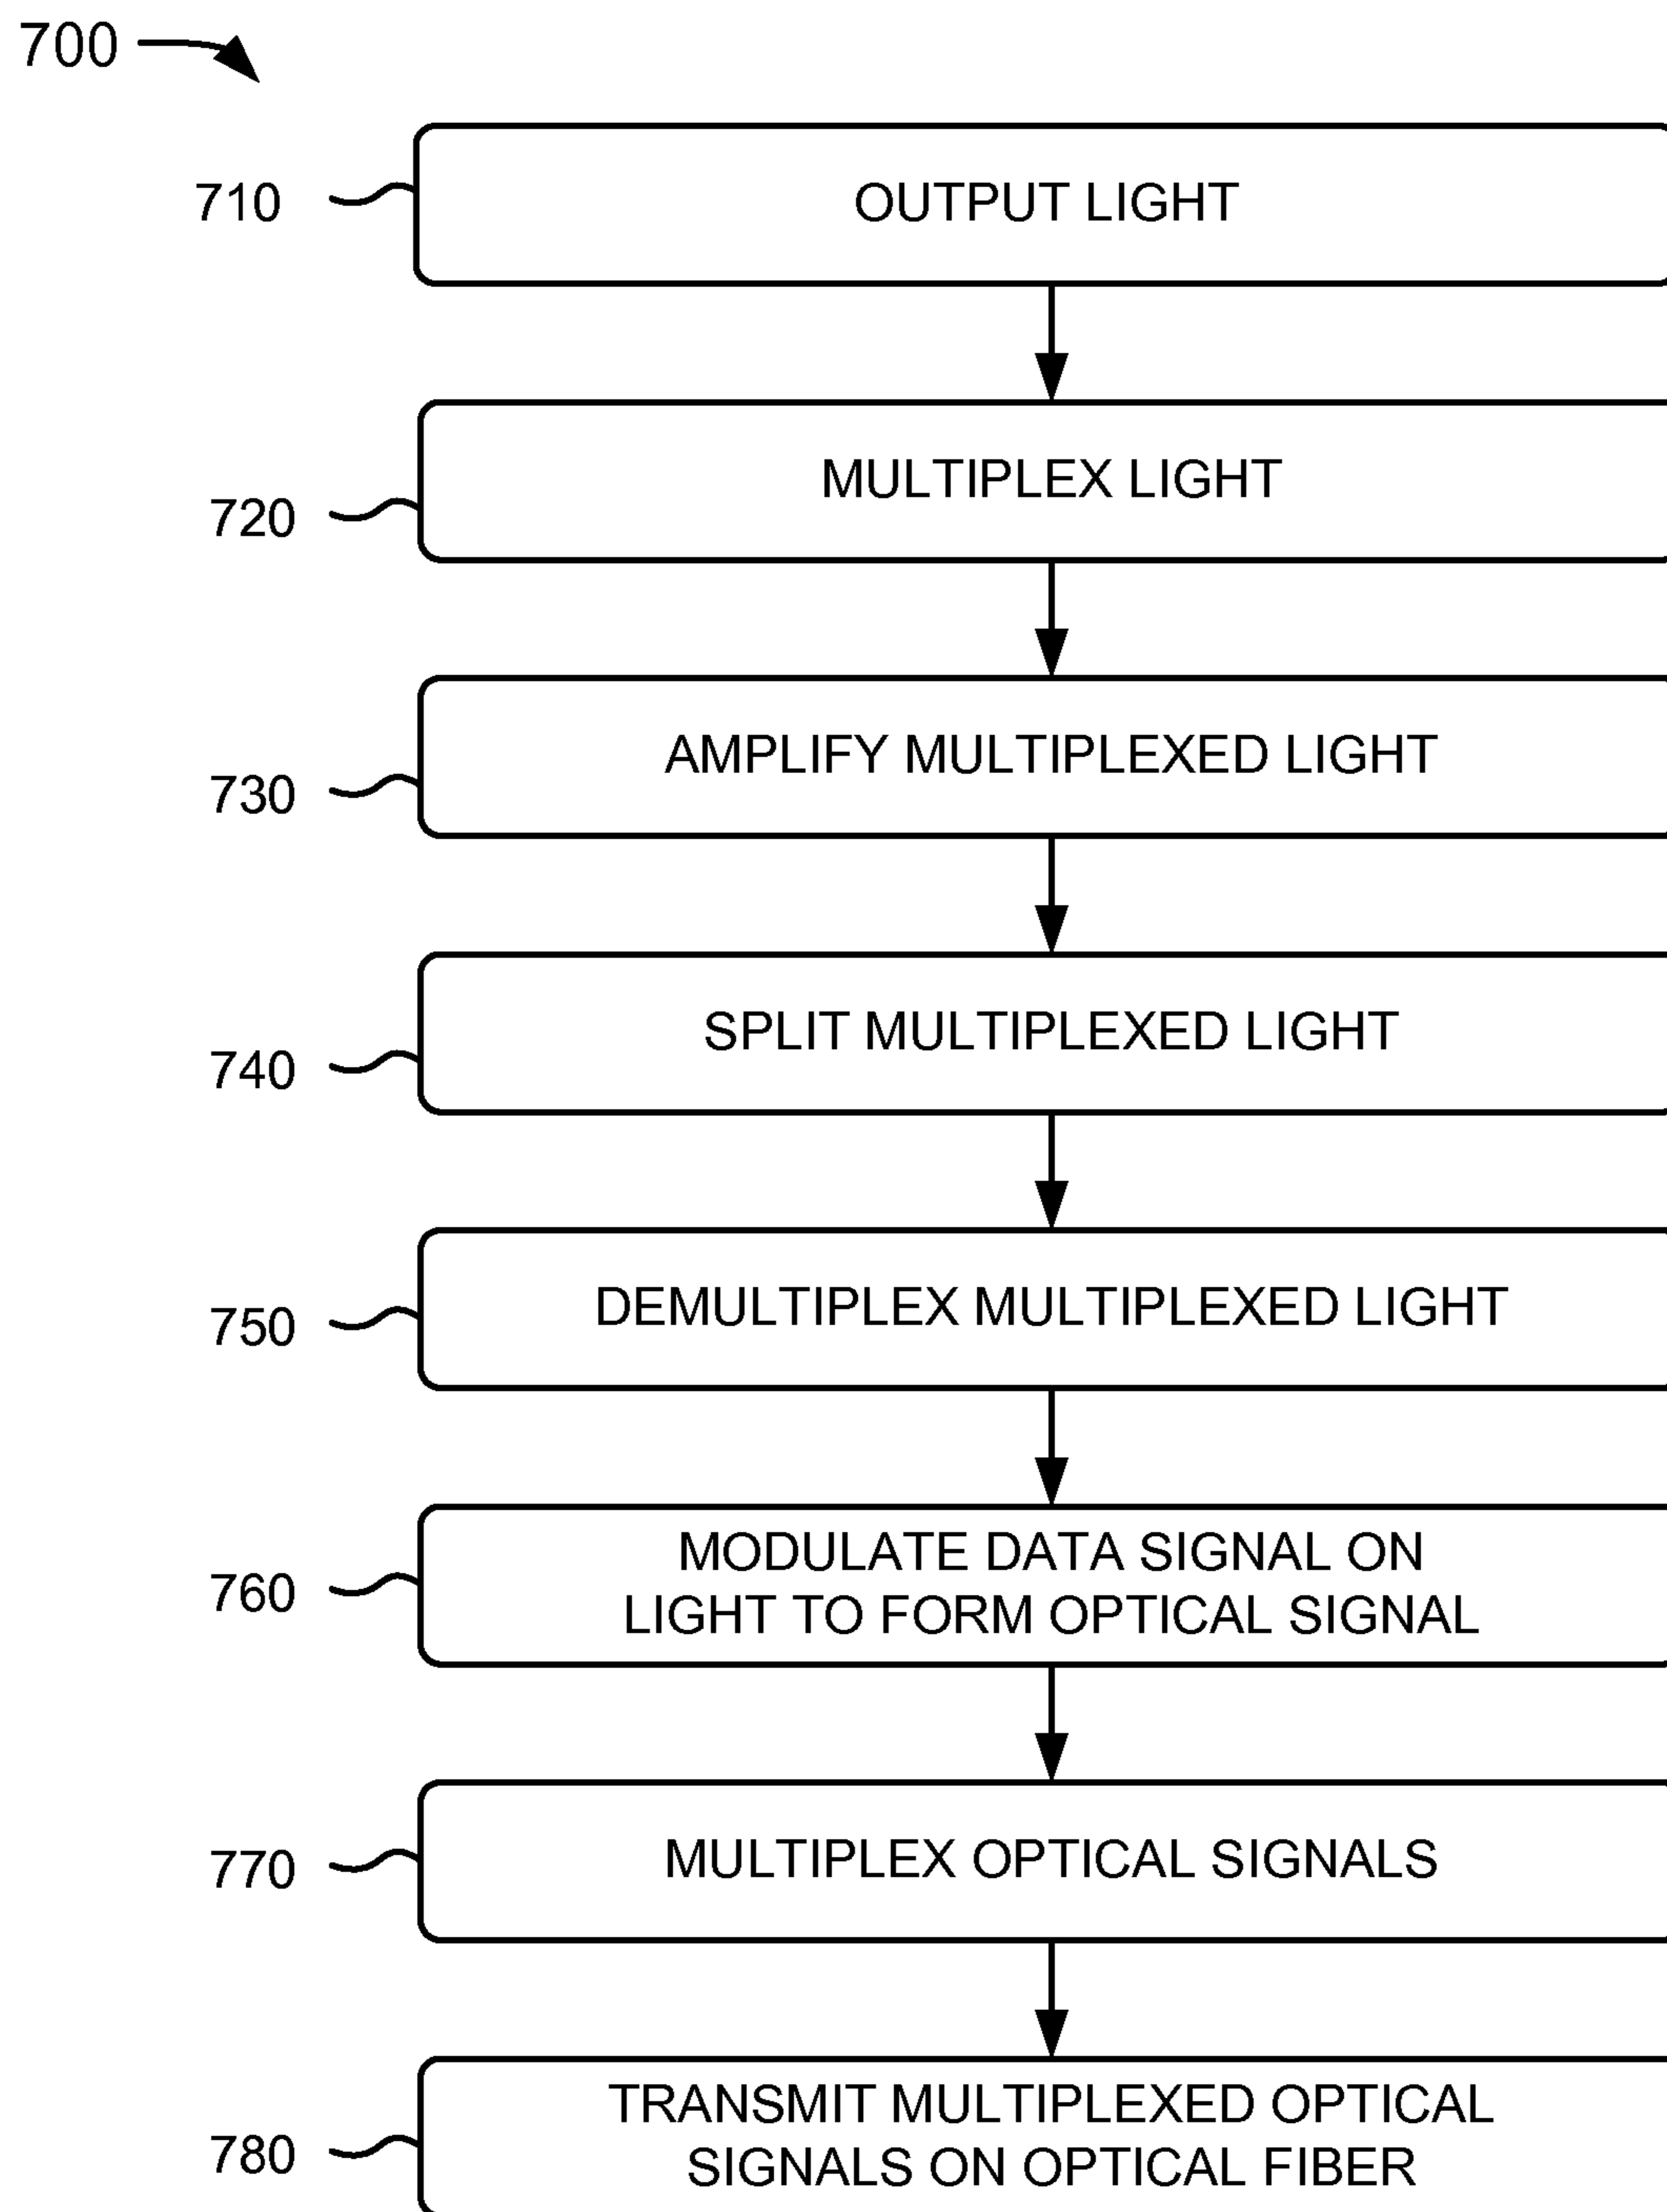 700
710
OUTPUT LIGHT
720
MULTIPLEX LIGHT
730
AMPLIFY MULTIPLEXED LIGHT
740
SPLIT MULTIPLEXED LIGHT
750
DEMULTIPLEX MULTIPLEXED LIGHT
760
MODULATE DATA SIGNAL ON
LIGHT TO FORM OPTICAL SIGNAL
770
MULTIPLEX OPTICAL SIGNALS
780
TRANSMIT MULTIPLEXED OPTICAL
SIGNALS ON OPTICAL FIBER